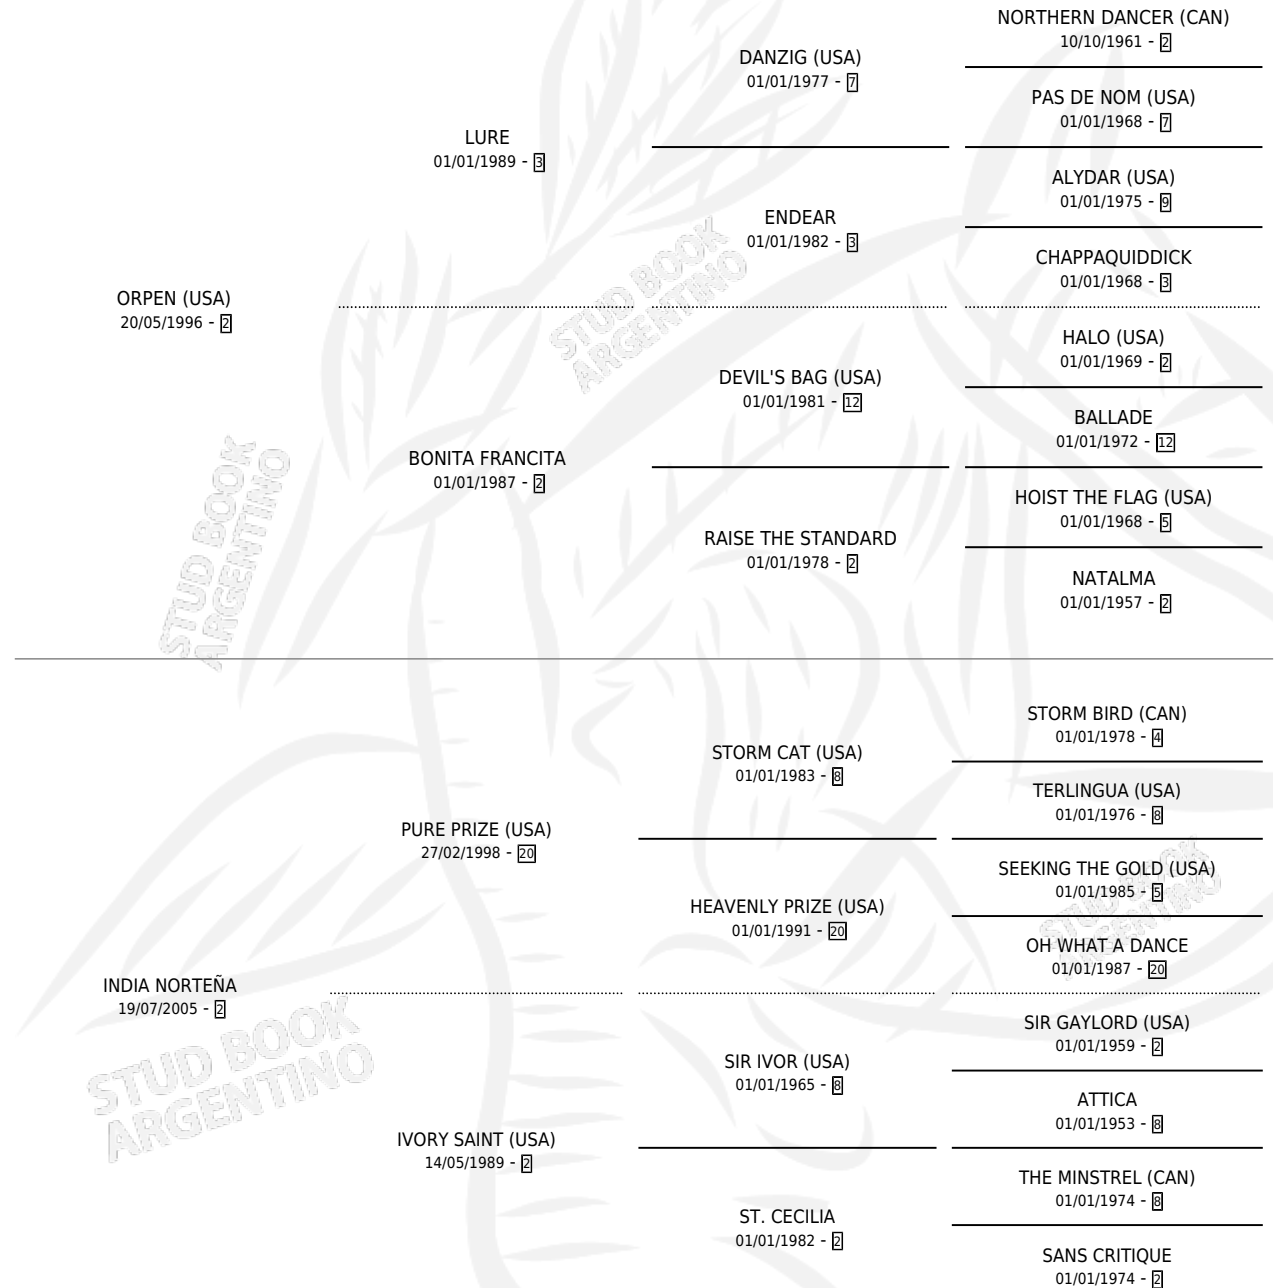 NORTHERN DANCER (CAN)
10/10/1961 - 2
DANZIG (USA)
01/01/1977 - 7
PAS DE NOM (USA)
01/01/1968 - 7
LURE
01/01/1989 - 3
ALYDAR (USA)
01/01/1975 - 9
ENDEAR
01/01/1982 - 3
CHAPPAQUIDDICK
01/01/1968 - 3
ORPEN (USA)
20/05/1996 - 2
HALO (USA)
01/01/1969 - 2
DEVIL'S BAG (USA)
01/01/1981 - 12
BALLADE
01/01/1972 - 12
BONITA FRANCITA
01/01/1987 - 2
HOIST THE FLAG (USA)
01/01/1968 - 5
RAISE THE STANDARD
01/01/1978 - 2
NATALMA
01/01/1957 - 2
STORM BIRD (CAN)
01/01/1978 - 4
STORM CAT (USA)
01/01/1983 - 8
TERLINGUA (USA)
01/01/1976 - 8
PURE PRIZE (USA)
27/02/1998 - 20
SEEKING THE GOLD (USA)
01/01/1985 - 5
HEAVENLY PRIZE (USA)
01/01/1991 - 20
OH WHAT A DANCE
01/01/1987 - 20
INDIA NORTEÑA
19/07/2005 - 2
SIR GAYLORD (USA)
01/01/1959 - 2
SIR IVOR (USA)
01/01/1965 - 8
ATTICA
01/01/1953 - 8
IVORY SAINT (USA)
14/05/1989 - 2
THE MINSTREL (CAN)
01/01/1974 - 8
ST. CECILIA
01/01/1982 - 2
SANS CRITIQUE
01/01/1974 - 2
STUD BOOK
ARGENTINO
STUD BOOK
ARGENTINO
STUD BOOK
ARGENTINO
STUD BOOK
ARGENTINO